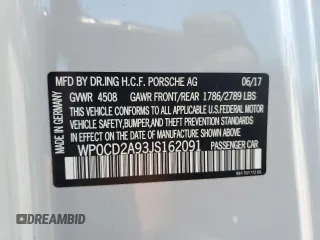 MFD BY DR.ING H.C.F. PORSCHE AG 06/17
MADE IN GERMANY
GVWR 4508 GAWR FRONT/REAR 1786/2789 LBS
THIS VEHICLE CONFORMS TO ALL APPLICABLE
U.S.FEDERAL MOTOR VEHICLE SAFETY, BUMPER,
AND THEFT PREVENTION STANDARDS IN EFFECT
ON THE DATE OF MANUFACTURE SHOWN ABOVE.
WP0CD2A93JS162091 PASSENGER CAR
© AUTOBIDMASTER